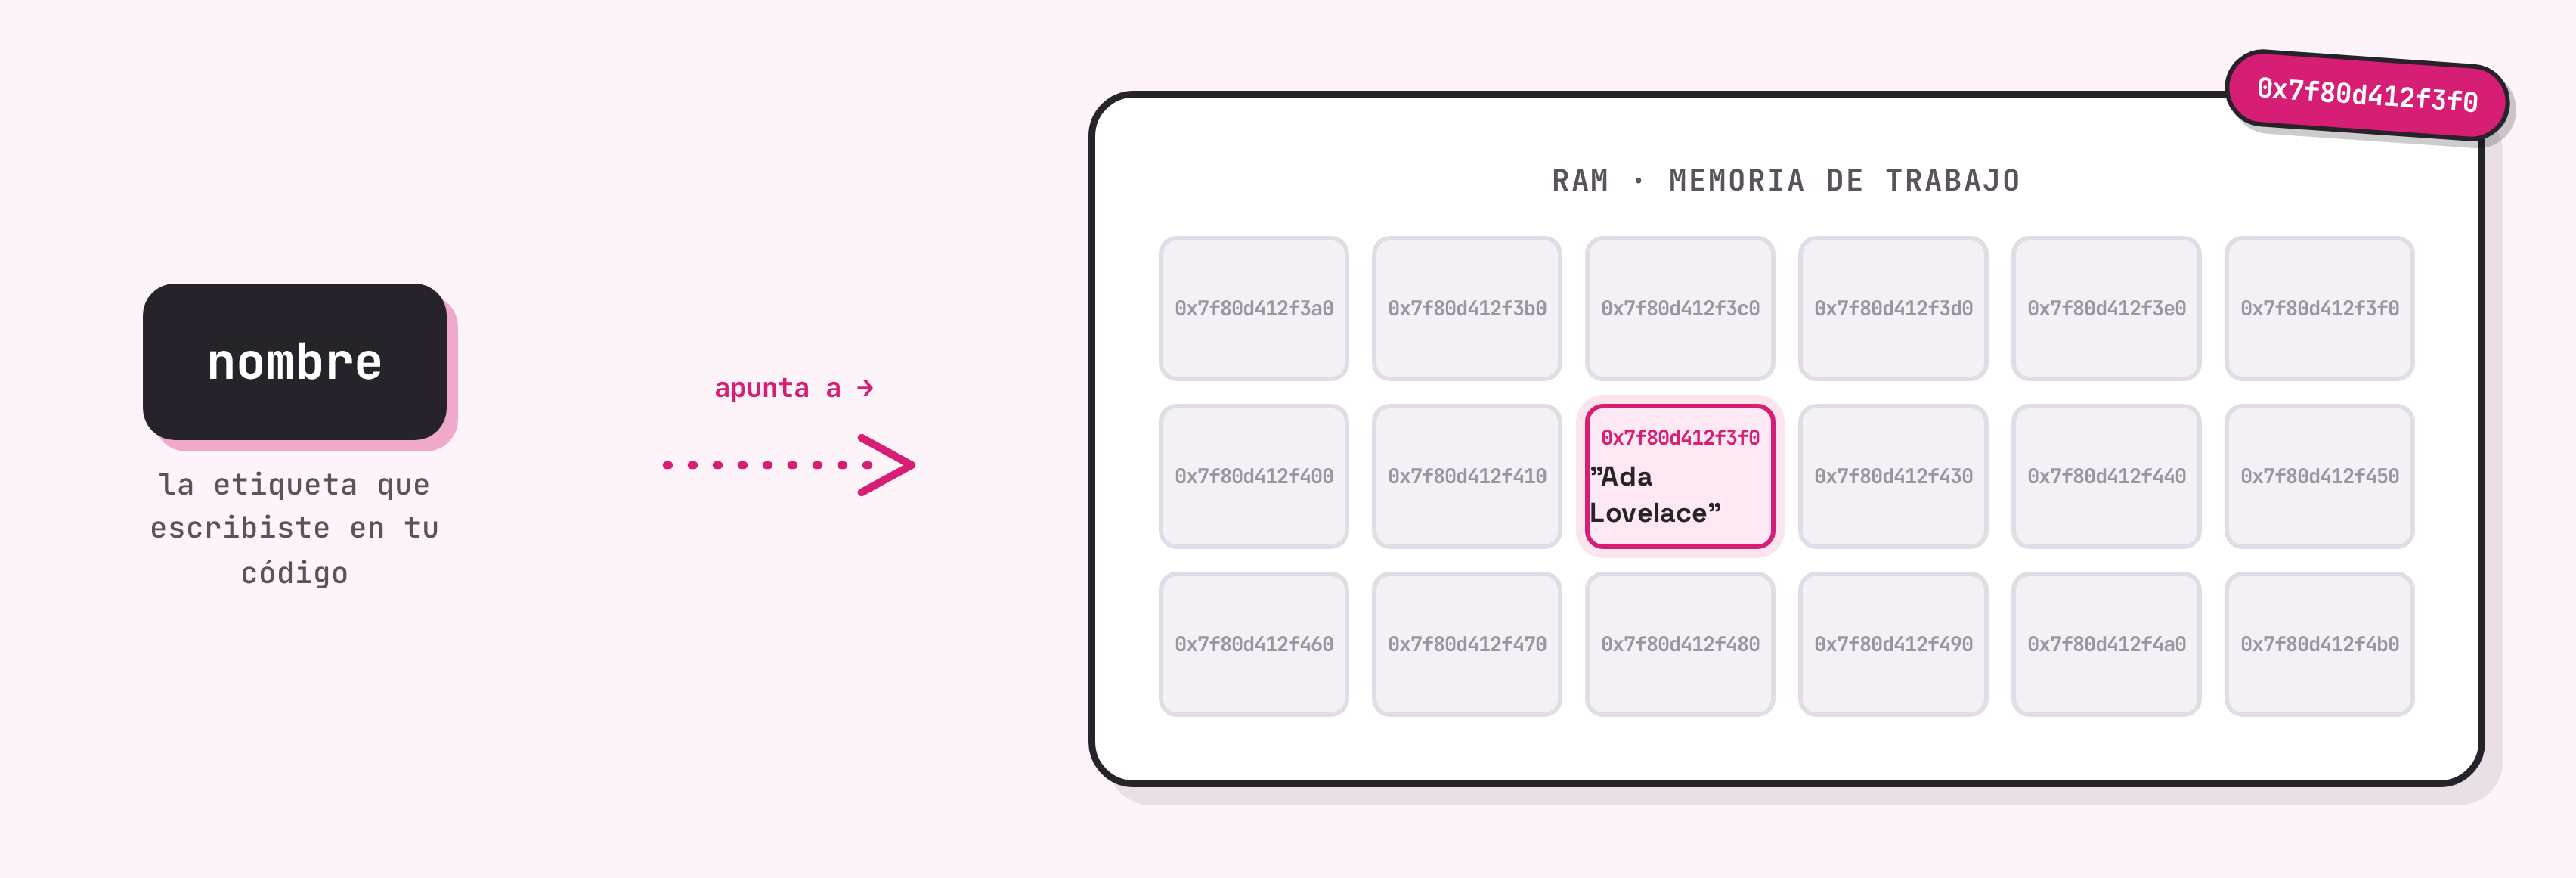 0x7f80d412f3f0
RAM · MEMORIA DE TRABAJO
nombre
la etiqueta que
escribiste en tu
código
apunta a →
0x7f80d412f3a0 0x7f80d412f3b0 0x7f80d412f3c0 0x7f80d412f3d0 0x7f80d412f3e0 0x7f80d412f3f0
0x7f80d412f400 0x7f80d412f410 0x7f80d412f3f0 0x7f80d412f430 0x7f80d412f440 0x7f80d412f450
”Ada
Lovelace”
0x7f80d412f460 0x7f80d412f470 0x7f80d412f480 0x7f80d412f490 0x7f80d412f4a0 0x7f80d412f4b0